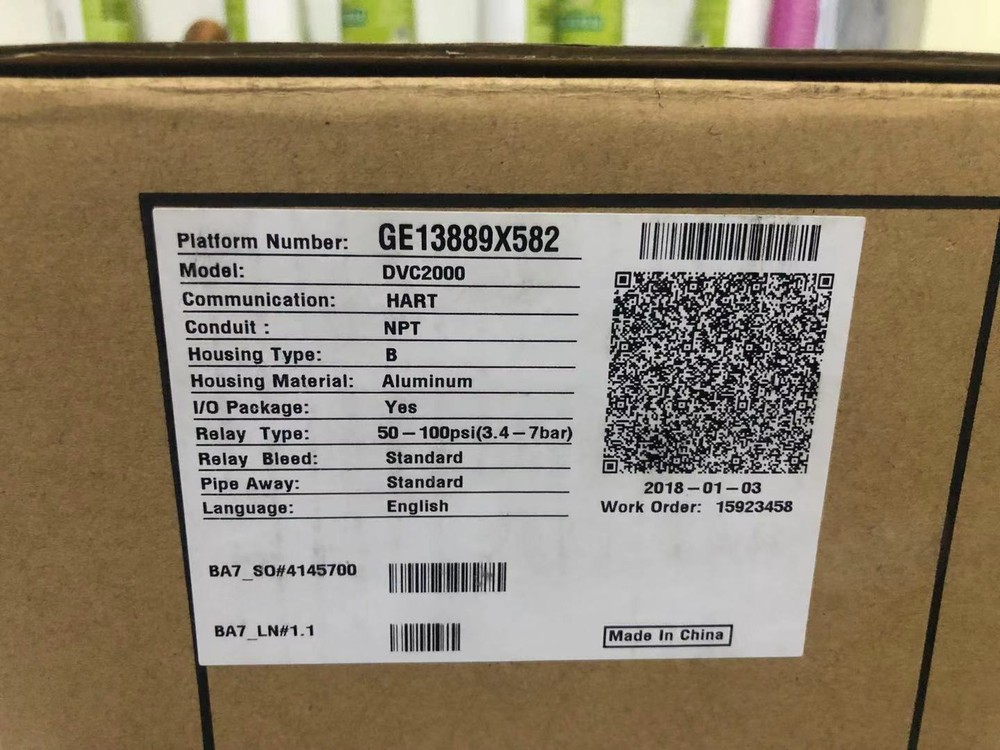 Platform Number: GE13889X582
Model: DVC2000
Communication: HART
Conduit : NPT
Housing Type: B
Housing Material: Aluminum
I/O Package: Yes
Relay Type: 50-100psi(3.4-7bar)
Relay Bleed: Standard
Pipe Away: Standard
Language: English
2018-01-03
Work Order: 15923458
BA7_SO#4145700
BA7_LN#1.1
Made In China